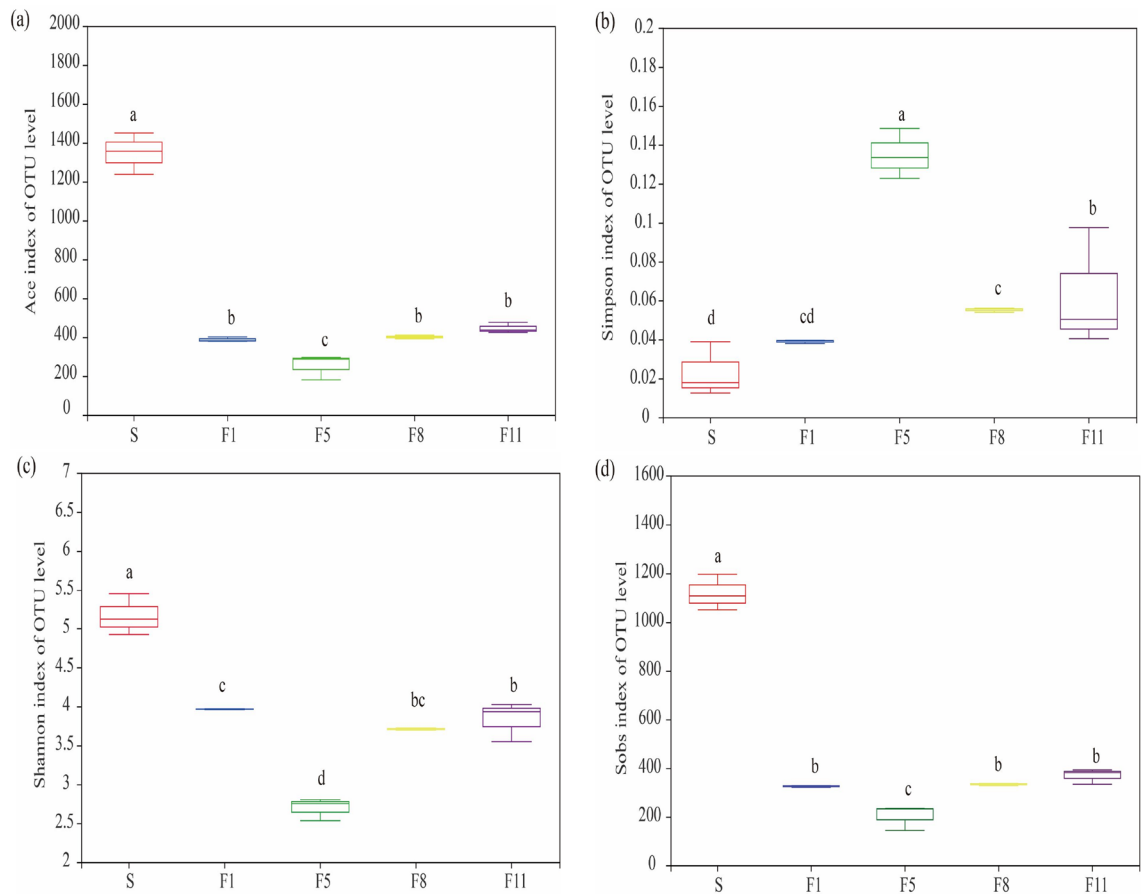 (a)
Ace index of OTU level
2000
1800
1600
1400
1200
1000
800
600
400
200
0
a
b
c
b
b
S F1 F5 F8 F11
(b)
Simpson index of OTU level
0.2
0.18
0.16
0.14
0.12
0.1
0.08
0.06
0.04
0.02
0
d
cd
a
c
b
S F1 F5 F8 F11
(c)
Shannon index of OTU level
7
6.5
6
5.5
5
4.5
4
3.5
3
2.5
2
a
c
d
bc
b
S F1 F5 F8 F11
(d)
Sobs index of OTU level
1600
1400
1200
1000
800
600
400
200
0
a
b
c
b
b
S F1 F5 F8 F11